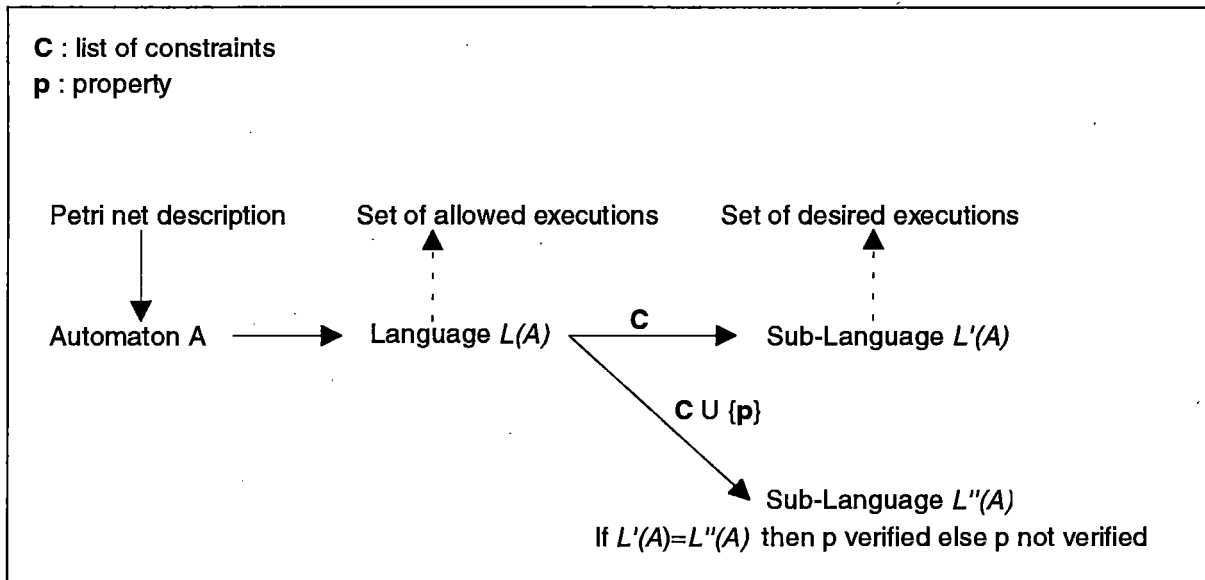 C : list of constraints
p : property
Petri net description Set of allowed executions Set of desired executions
Automaton A Language L(A) C Sub-Language L'(A)
C U {p}
Sub-Language L''(A)
If L'(A)=L''(A) then p verified else p not verified